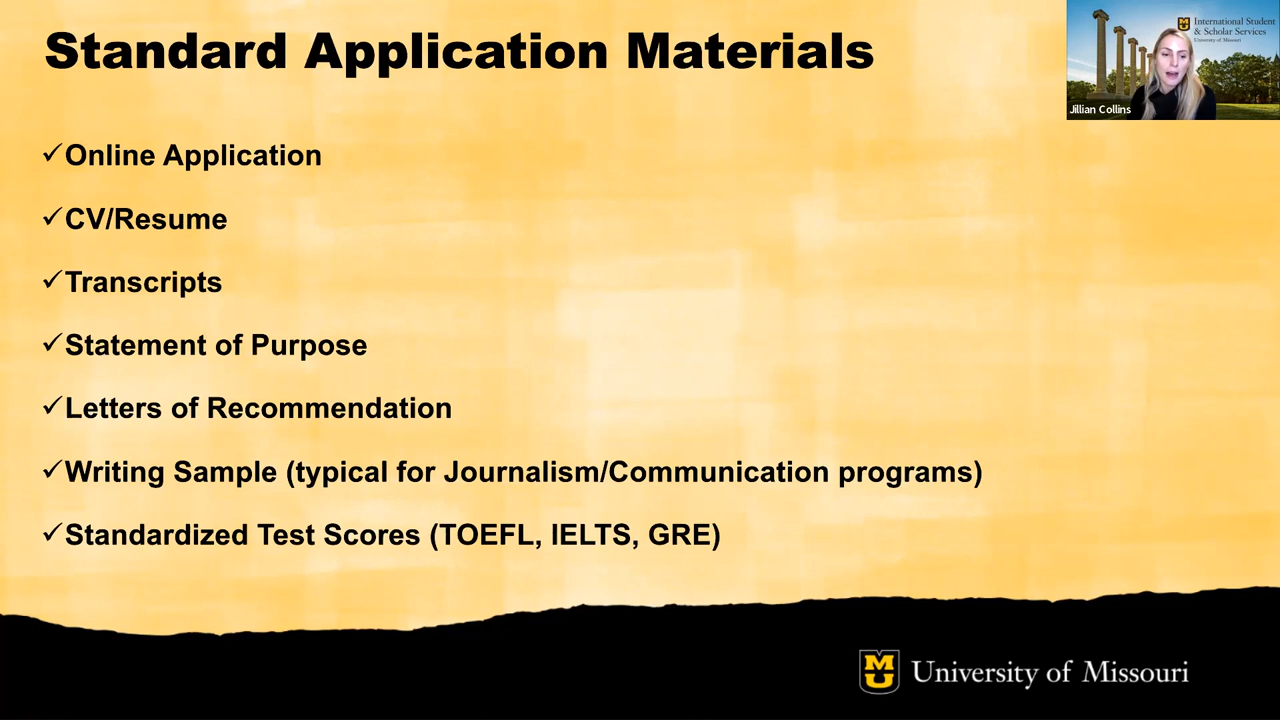 Standard Application Materials
International Student
& Scholar Services
University of Missouri
Jillian Collins
✓Online Application
✓CV/Resume
✓Transcripts
✓Statement of Purpose
✓Letters of Recommendation
✓Writing Sample (typical for Journalism/Communication programs)
✓Standardized Test Scores (TOEFL, IELTS, GRE)
University of Missouri